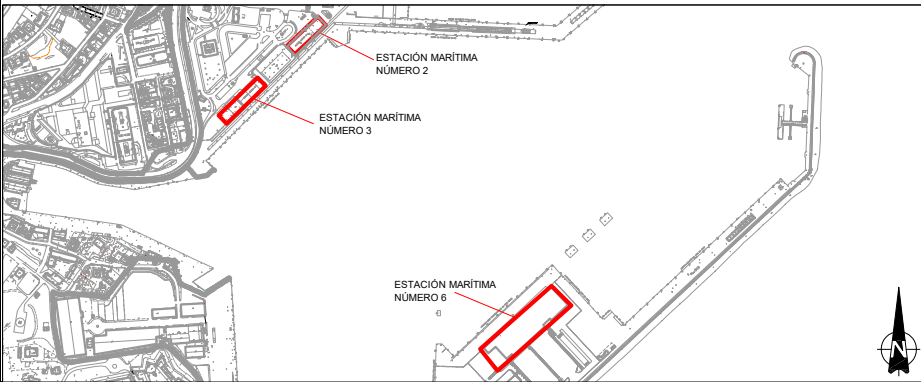 ESTACIÓN MARÍTIMA
NÚMERO 2
ESTACIÓN MARÍTIMA
NÚMERO 3
ESTACIÓN MARÍTIMA
NÚMERO 6
N